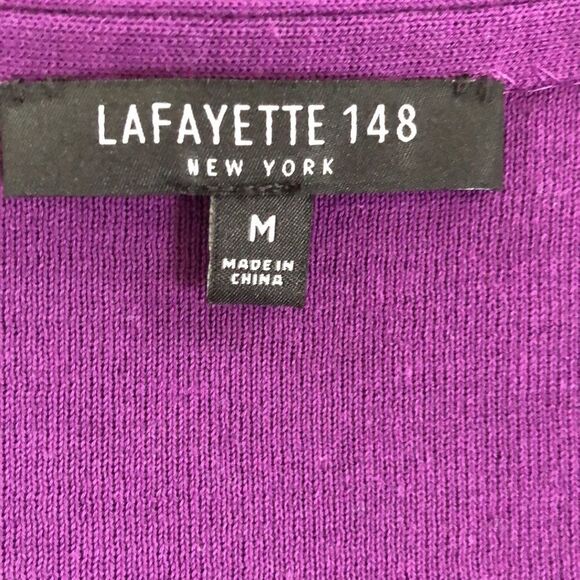 LAFAYETTE 148
NEW YORK
M
MADE IN
CHINA